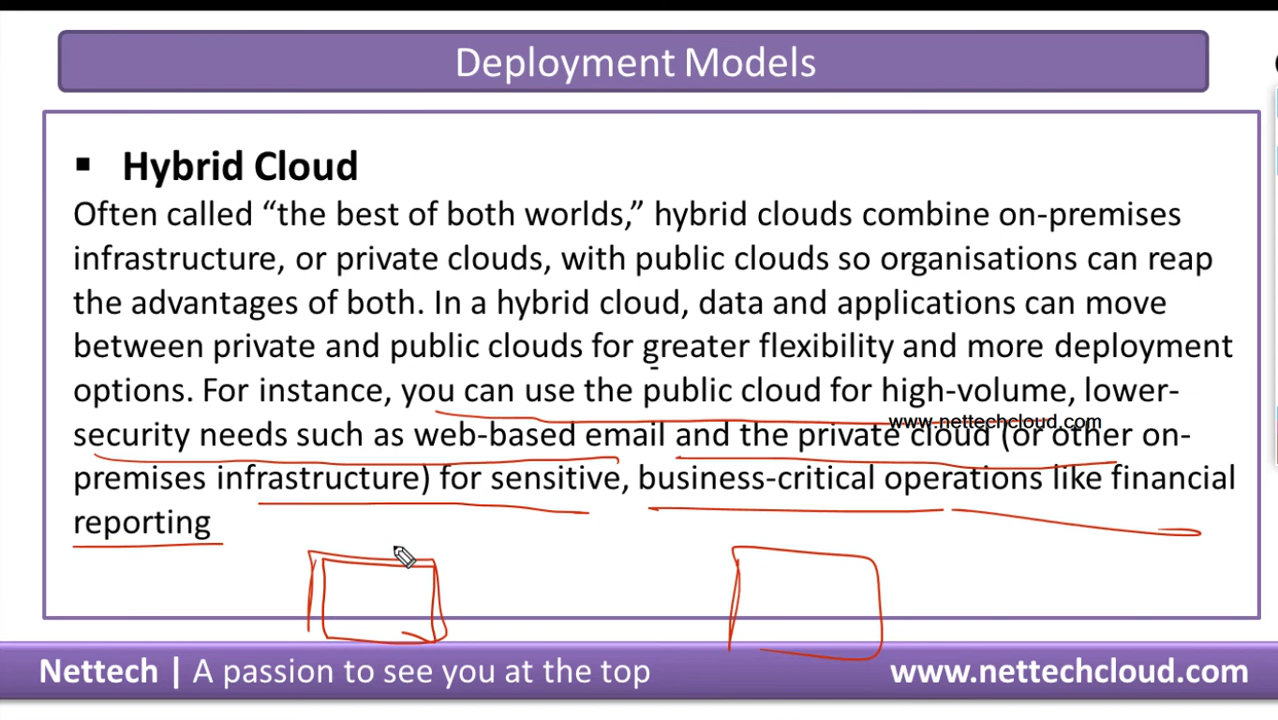 Deployment Models
▪ Hybrid Cloud
Often called “the best of both worlds,” hybrid clouds combine on-premises
infrastructure, or private clouds, with public clouds so organisations can reap
the advantages of both. In a hybrid cloud, data and applications can move
between private and public clouds for greater flexibility and more deployment
options. For instance, you can use the public cloud for high-volume, lower-
www.nettechcloud.com
security needs such as web-based email and the private cloud (or other on-
premises infrastructure) for sensitive, business-critical operations like financial
reporting
Nettech | A passion to see you at the top
www.nettechcloud.com